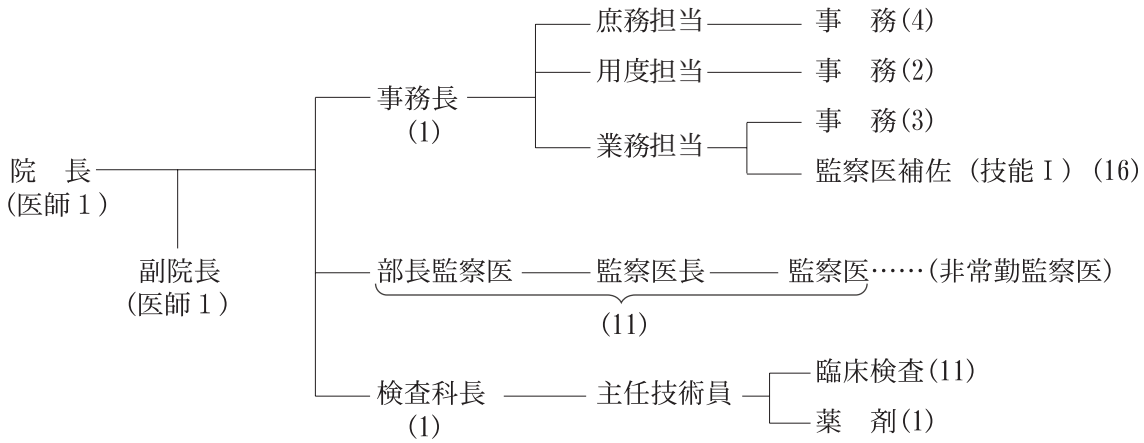 庶務担当 事　務(4)
用度担当 事　務(2)
事務長
(1)
業務担当 事　務(3)
監察医補佐（技能Ⅰ）(16)
院　長
(医師１)
副院長
(医師１)
部長監察医 監察医長 監察医……(非常勤監察医)
(11)
検査科長
(1)
主任技術員 臨床検査(11)
薬　剤(1)